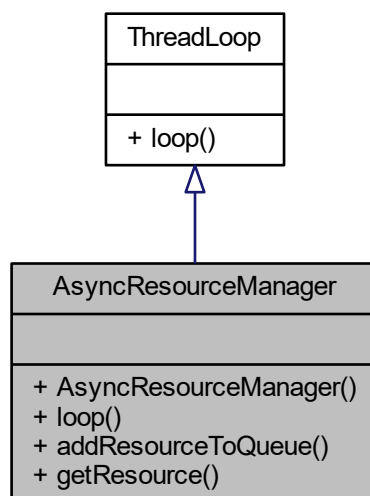 ThreadLoop
+ loop()
AsyncResourceManager
+ AsyncResourceManager()
+ loop()
+ addResourceToQueue()
+ getResource()